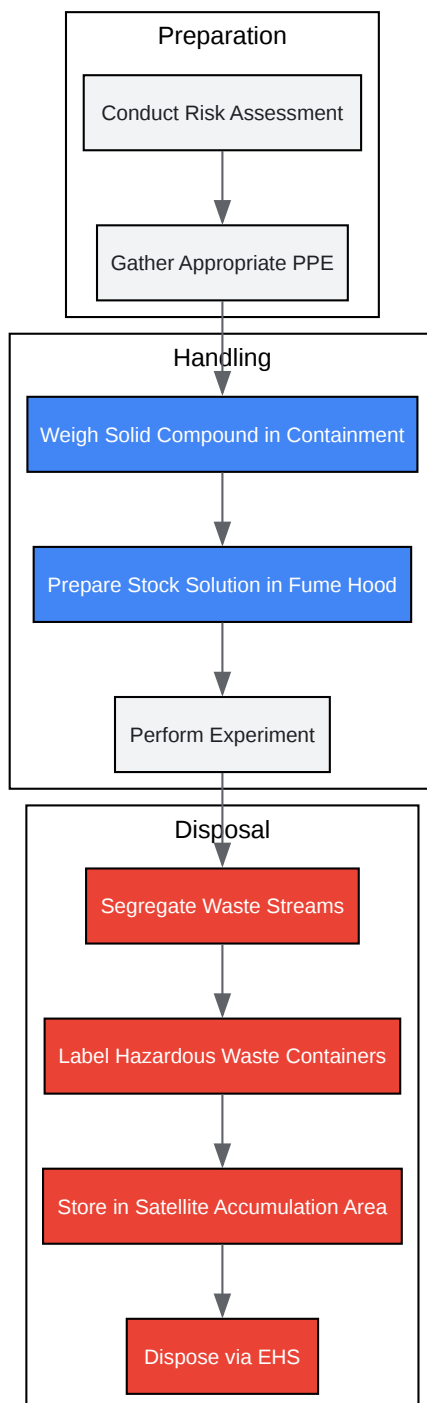 Preparation
Conduct Risk Assessment
Gather Appropriate PPE
Handling
Weigh Solid Compound in Containment
Prepare Stock Solution in Fume Hood
Perform Experiment
Disposal
Segregate Waste Streams
Label Hazardous Waste Containers
Store in Satellite Accumulation Area
Dispose via EHS